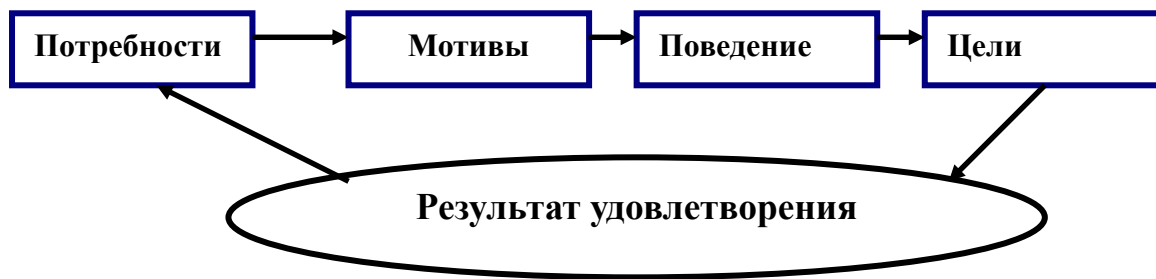 Потребности
Мотивы
Поведение
Цели
Результат удовлетворения